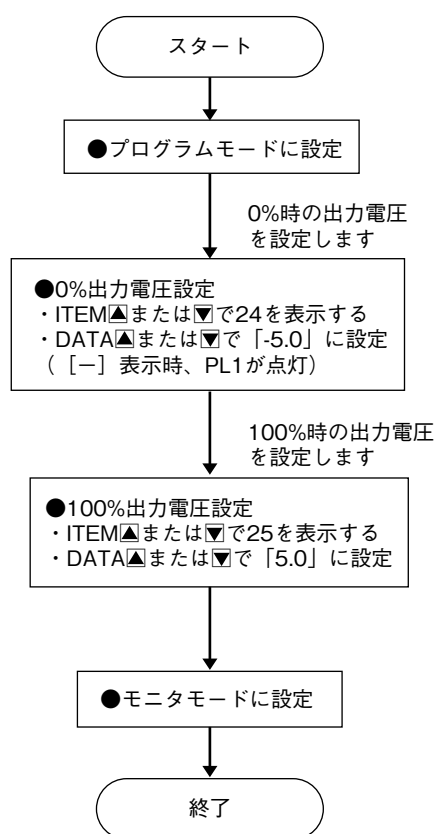 スタート
●プログラムモードに設定
0%時の出力電圧
を設定します
●0%出力電圧設定
・ITEM▲または▼で24を表示する
・DATA▲または▼で「-5.0」に設定
（［－］表示時、PL1が点灯）
100%時の出力電圧
を設定します
●100%出力電圧設定
・ITEM▲または▼で25を表示する
・DATA▲または▼で「5.0」に設定
●モニタモードに設定
終了